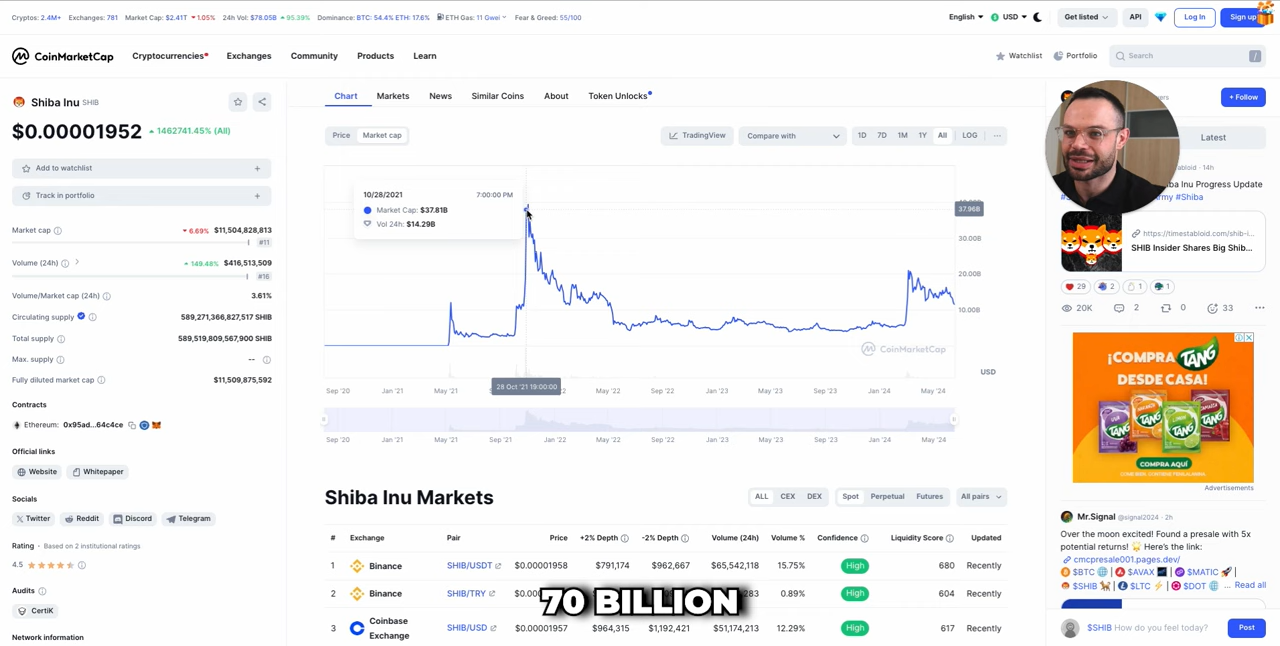 Cryptos: 2.4M+ Exchanges: 781 Market Cap: $2.41T 1.05% 24h Vol: $78.05B 95.39% Dominance: BTC: 54.4% ETH: 17.6% ETH Gas: 11 Gwei Fear & Greed: 55/100
English USD Get listed API Log In Sign up
CoinMarketCap Cryptocurrencies Exchanges Community Products Learn
Watchlist Portfolio Search /
Shiba Inu SHIB
$0.00001952 1462741.45% (All)
Add to watchlist +
Track in portfolio +
Market cap 6.69% $11,504,828,813
#11
Volume (24h) 149.48% $416,513,509
#16
Volume/Market cap (24h) 3.61%
Circulating supply 589,271,366,827,517 SHIB
Total supply 589,519,809,567,900 SHIB
Max. supply --
Fully diluted market cap $11,509,875,592
Contracts
Ethereum: 0x95ad...64c4ce
Official links
Website Whitepaper
Socials
Twitter Reddit Discord Telegram
Rating · Based on 2 institutional ratings
4.5
Audits
CertiK
Network information
Chart Markets News Similar Coins About Token Unlocks
Price Market cap TradingView Compare with 1D 7D 1M 1Y All LOG ...
10/28/2021 7:00:00 PM
Market Cap: $37.81B
Vol 24h: $14.29B
37.96B
30.00B
20.00B
10.00B
CoinMarketCap
USD
28 Oct '21 19:00:00
Sep '20 Jan '21 May '21 Jan '22 May '22 Sep '22 Jan '23 May '23 Sep '23 Jan '24 May '24
Sep '20 Jan '21 May '21 Sep '21 Jan '22 May '22 Sep '22 Jan '23 May '23 Sep '23 Jan '24 May '24
Shiba Inu Markets ALL CEX DEX Spot Perpetual Futures All pairs
# Exchange Pair Price +2% Depth -2% Depth Volume (24h) Volume % Confidence Liquidity Score Updated
1 Binance SHIB/USDT $0.00001958 $791,174 $962,667 $65,542,118 15.75% High 680 Recently
2 Binance SHIB/TRY 0.89% High 604 Recently
3 Coinbase Exchange SHIB/USD $0.00001957 $964,315 $1,192,421 $51,174,213 12.29% High 617 Recently
70 BILLION
+ Follow
Latest
14h
Inu Progress Update
#Shiba
https://timestabloid.com/shib-i...
SHIB Insider Shares Big Shib...
29 2 1 1
20K 2 0 33 ...
¡COMPRA TANG
DESDE CASA!
TANG TANG TANG TANG
COMPRA AQUÍ
Advertisements
Mr.Signal @signal2024 · 2h
Over the moon excited! Found a presale with 5x
potential returns! Here's the link:
cmcpresale001.pages.dev/
$BTC | $AVAX | $MATIC |
$SHIB | $LTC | $DOT ... Read all
$SHIB How do you feel today? Post